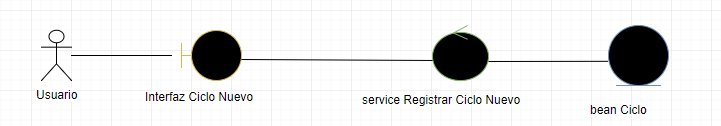 Usuario
Interfaz Ciclo Nuevo
service Registrar Ciclo Nuevo
bean Ciclo